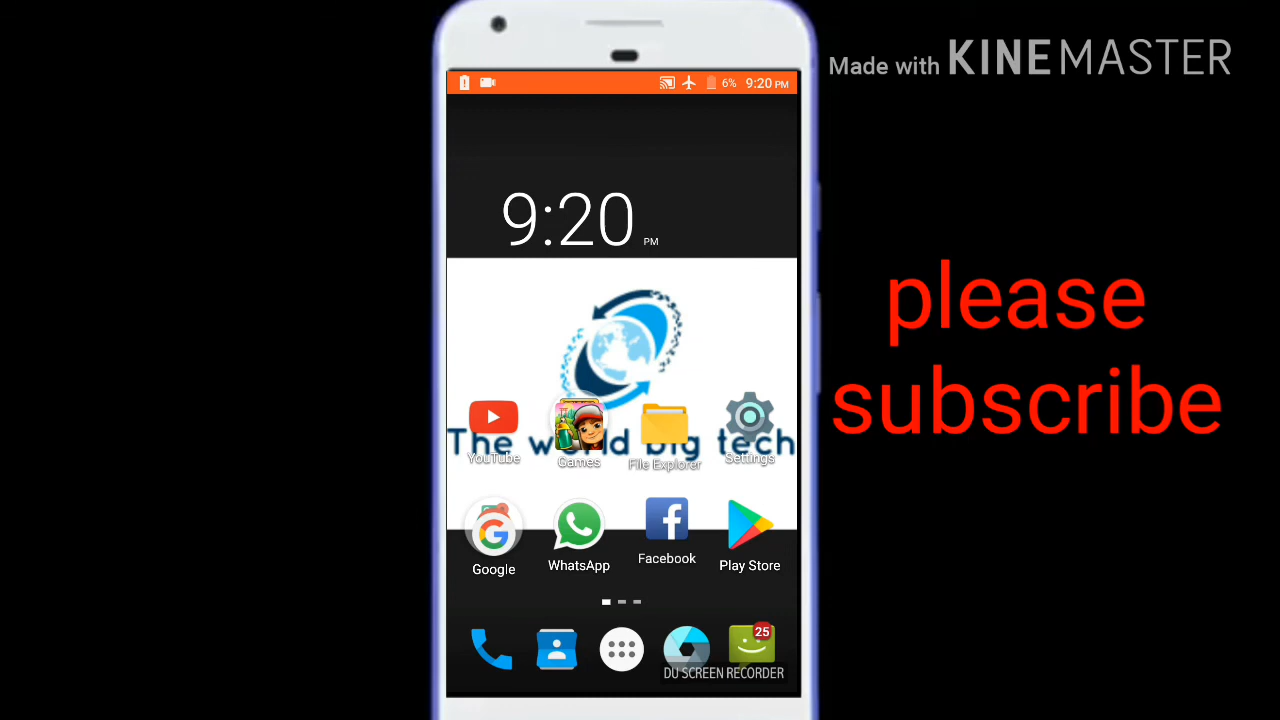 Made with KINEMASTER
6% 9:20 PM
9:20 PM
The world big tech
YouTube Games File Explorer Settings
Google WhatsApp Facebook Play Store
25
DU SCREEN RECORDER
please
subscribe